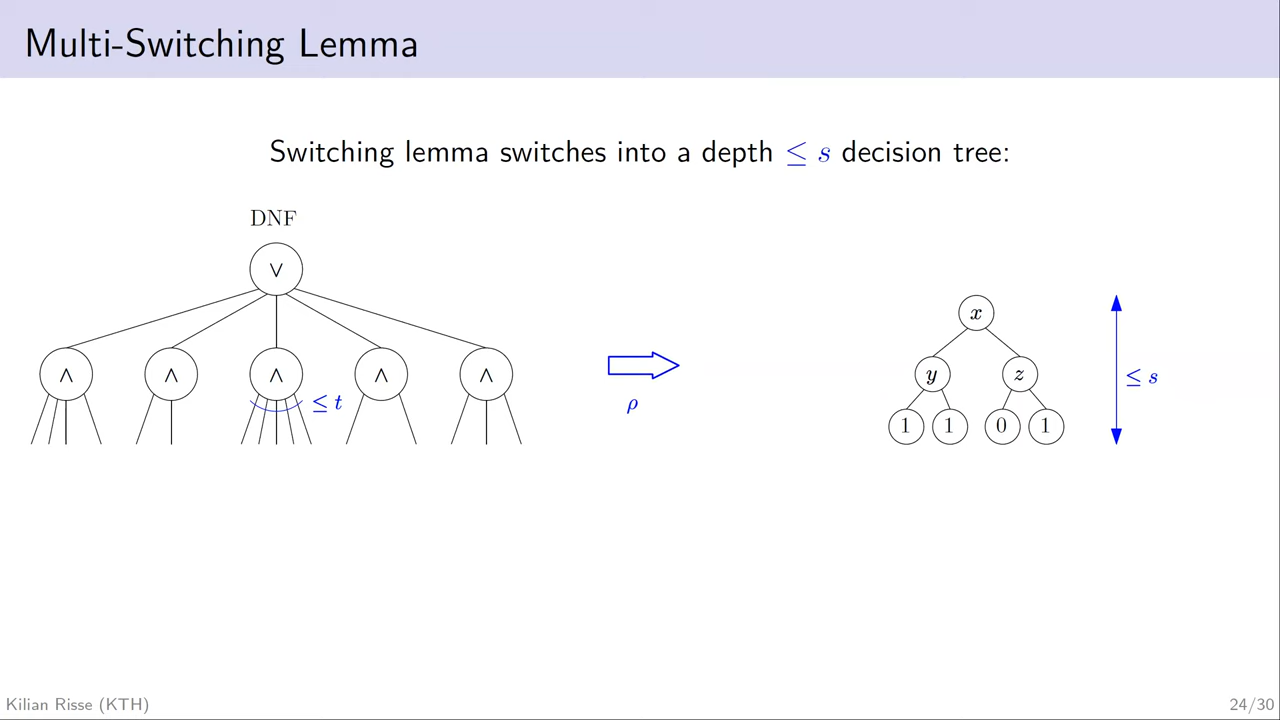 Multi-Switching Lemma
Switching lemma switches into a depth ≤ s decision tree:
DNF
∨
∧ ∧ ∧ ∧ ∧
≤ t
ρ
x
y z
1 1 0 1
≤ s
Kilian Risse (KTH)
24/30